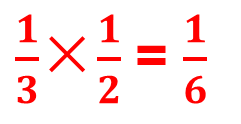 1/3 × 1/2 = 1/6